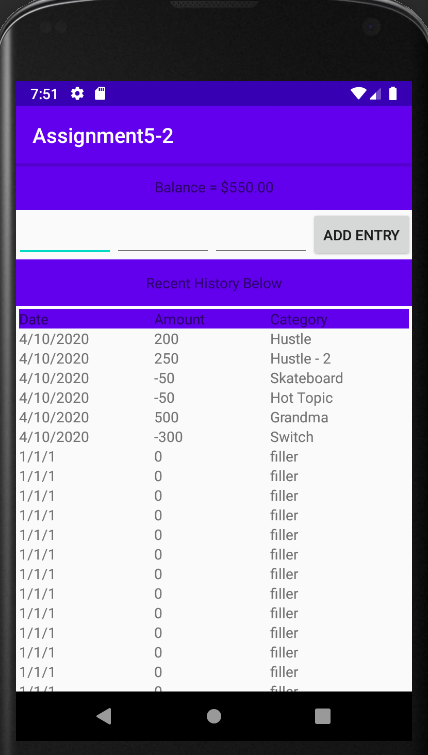 7:51
Assignment5-2
Balance = $550.00
ADD ENTRY
Recent History Below
Date Amount Category
4/10/2020 200 Hustle
4/10/2020 250 Hustle - 2
4/10/2020 -50 Skateboard
4/10/2020 -50 Hot Topic
4/10/2020 500 Grandma
4/10/2020 -300 Switch
1/1/1 0 filler
1/1/1 0 filler
1/1/1 0 filler
1/1/1 0 filler
1/1/1 0 filler
1/1/1 0 filler
1/1/1 0 filler
1/1/1 0 filler
1/1/1 0 filler
1/1/1 0 filler
1/1/1 0 filler
1/1/1 0 filler
1/1/1 0 filler